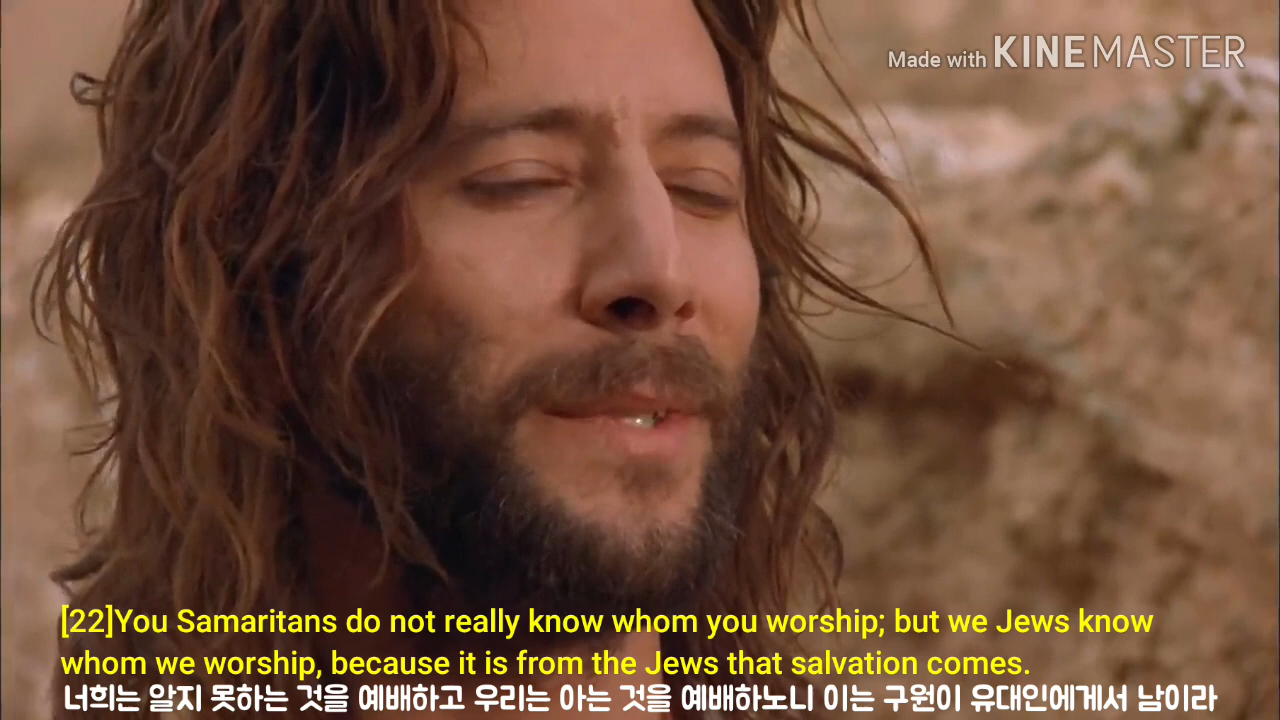 Made with KINEMASTER
[22]You Samaritans do not really know whom you worship; but we Jews know
whom we worship, because it is from the Jews that salvation comes.
너희는 알지 못하는 것을 예배하고 우리는 아는 것을 예배하노니 이는 구원이 유대인에게서 남이라